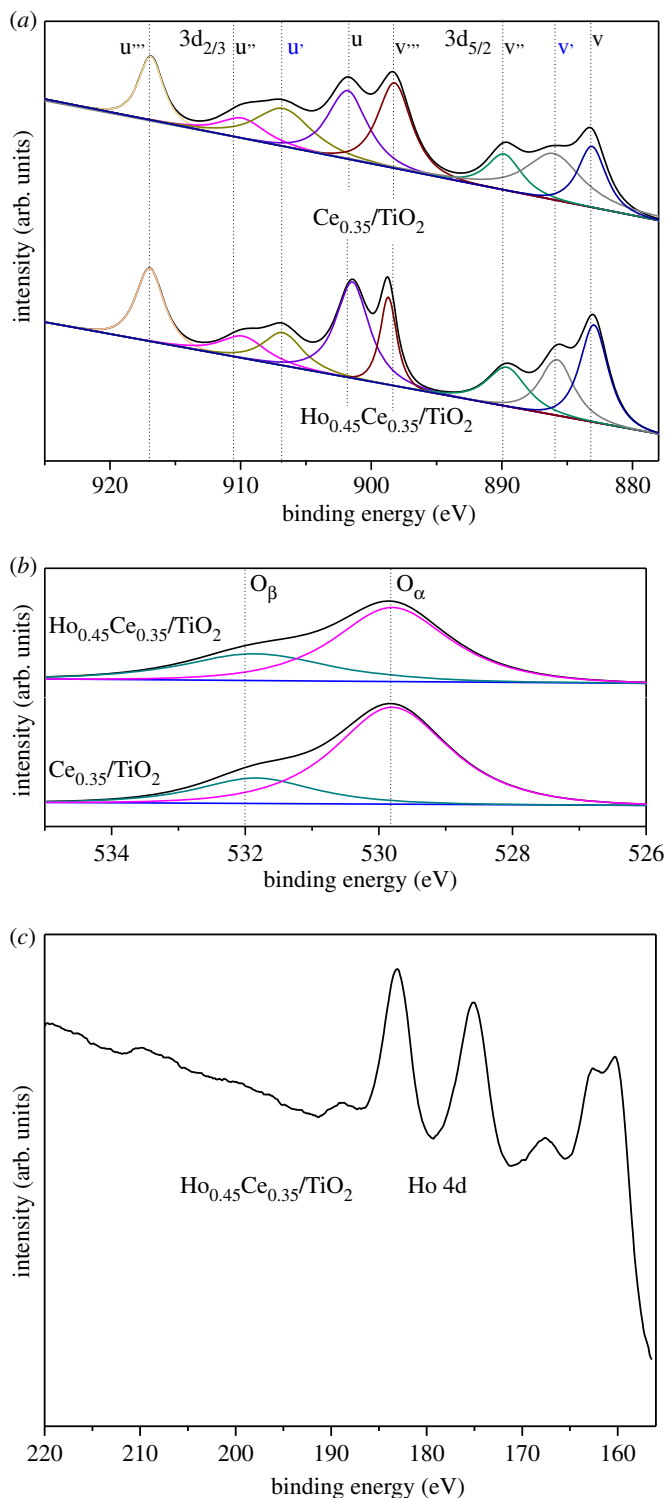 (a)
u''' 3d2/3 u'' u' u v''' 3d5/2 v'' v' v
intensity (arb. units)
Ce0.35/TiO2
Ho0.45Ce0.35/TiO2
920 910 900 890 880
binding energy (eV)
(b)
Oβ Oα
Ho0.45Ce0.35/TiO2
intensity (arb. units)
Ce0.35/TiO2
534 532 530 528 526
binding energy (eV)
(c)
intensity (arb. units)
Ho0.45Ce0.35/TiO2 Ho 4d
220 210 200 190 180 170 160
binding energy (eV)